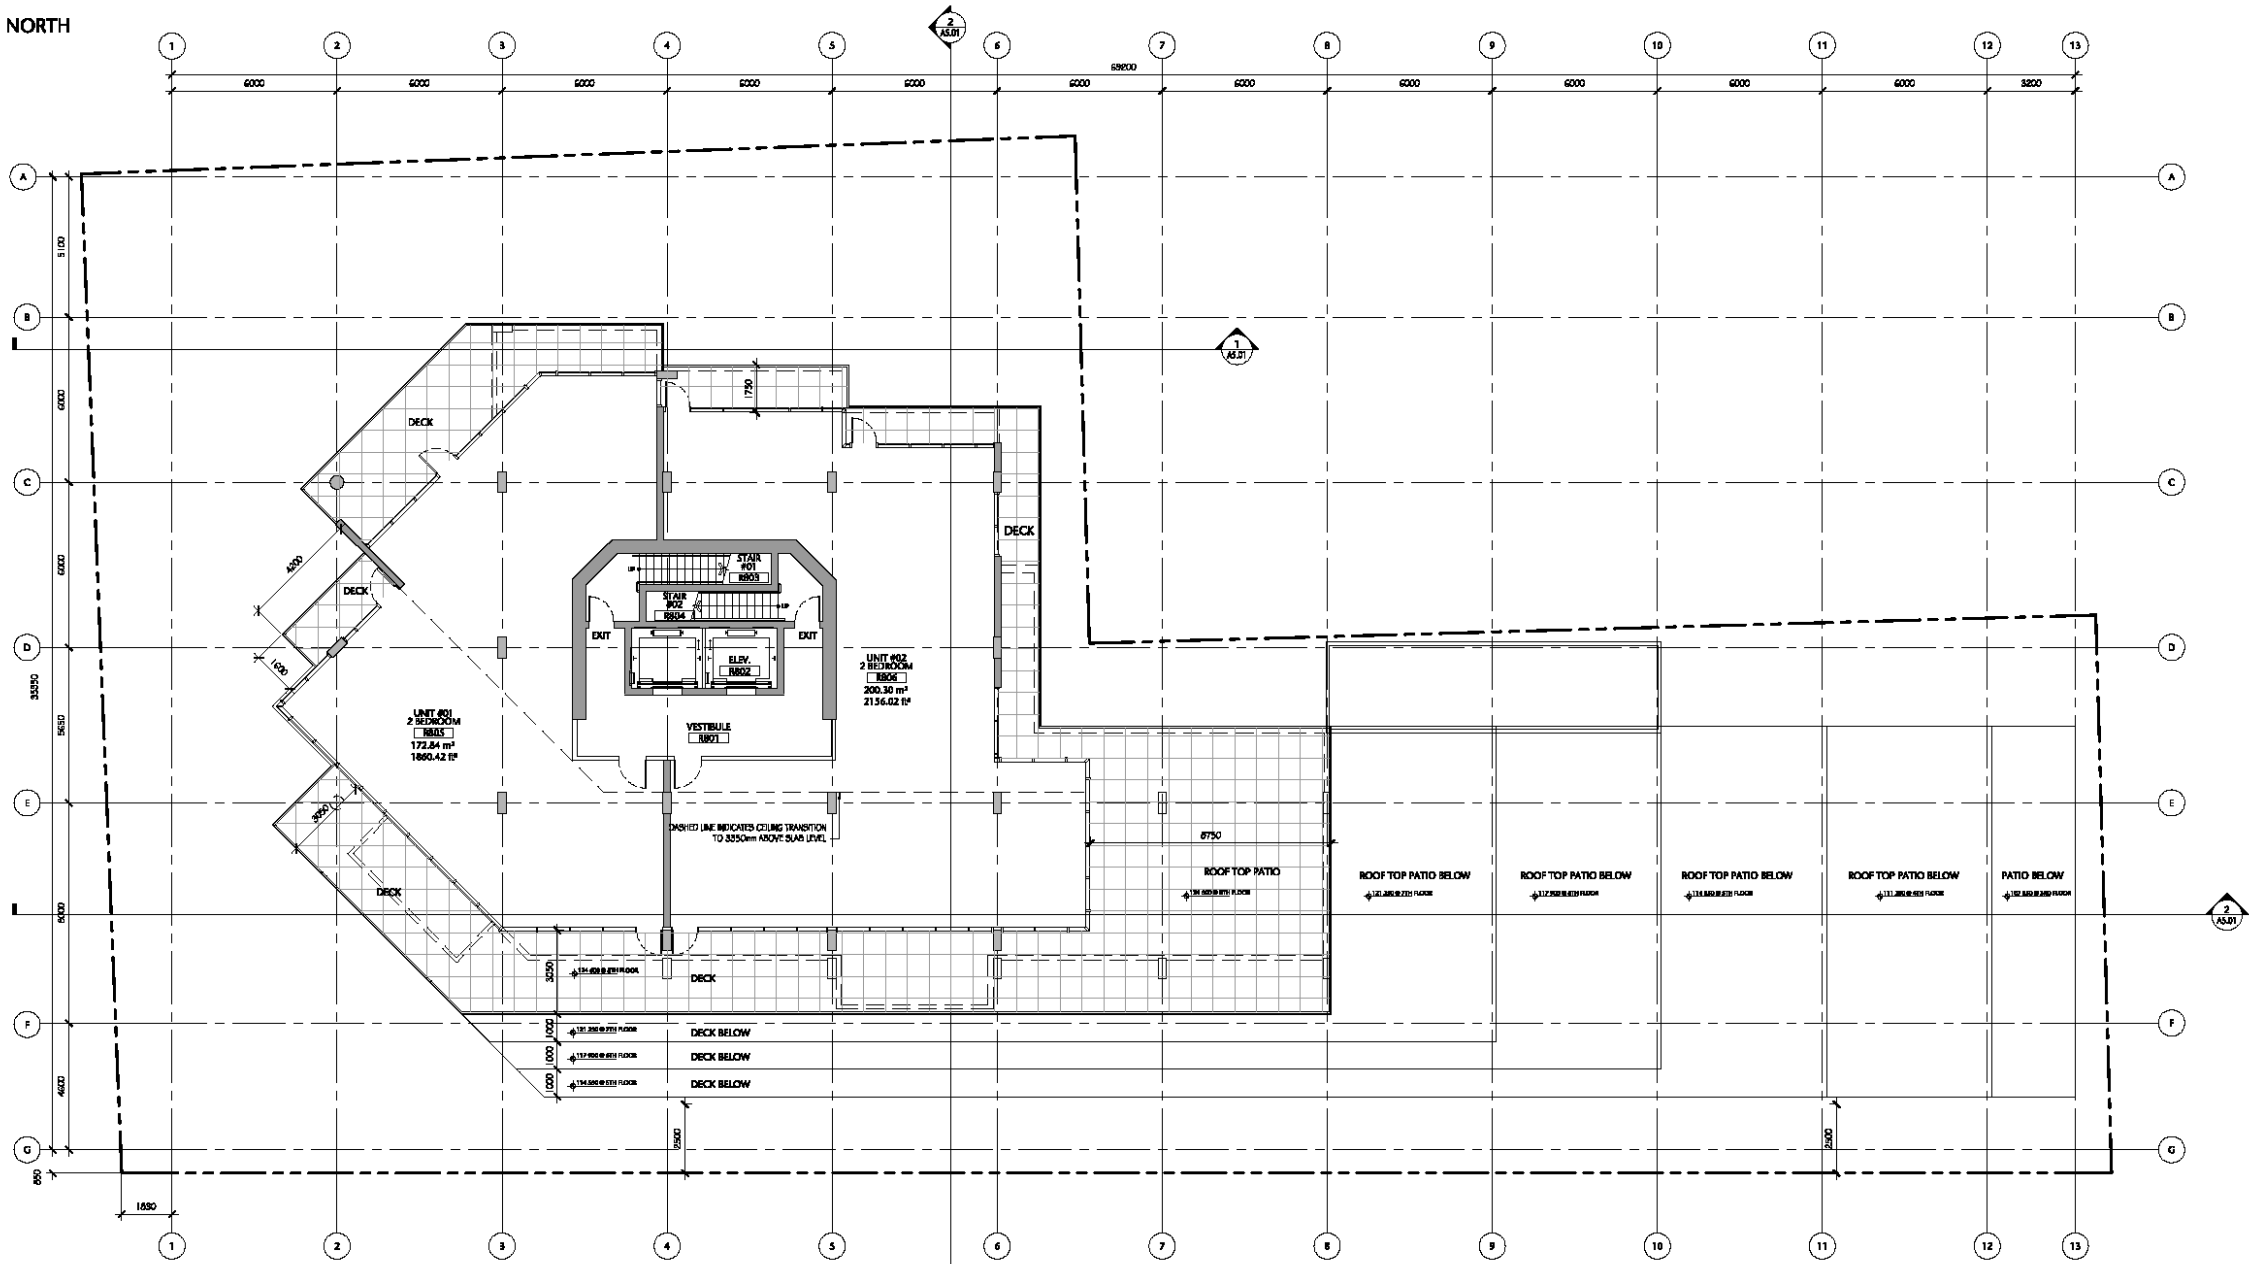 NORTH
2
A5.01
1 2 3 4 5 6 7 8 9 10 11 12 13
69200
6000 6000 6000 6000 6000 6000 6000 6000 6000 6000 6000 3200
A A
5100
B B
1
A5.01
6000
1750
DECK
C C
DECK
6000
4200
STAIR
#01
R803
UP
DECK
STAIR
#02
R804
UP
EXIT EXIT
D D
1600
ELEV.
R802
UNIT #02
2 BEDROOM
R806
200.30 m²
2156.02 ft²
35350
5650
UNIT #01
2 BEDROOM
R805
172.84 m²
1860.42 ft²
VESTIBULE
R801
E E
3050
DASHED LINE INDICATES CEILING TRANSITION
TO 3350mm ABOVE SLAB LEVEL
8750
ROOF TOP PATIO
ROOF TOP PATIO BELOW
ROOF TOP PATIO BELOW
ROOF TOP PATIO BELOW
ROOF TOP PATIO BELOW
PATIO BELOW
DECK
8000
2
A5.01
3050
DECK
F F
1000
DECK BELOW
1000
DECK BELOW
1000
DECK BELOW
4600
2500 2500
G G
850
1 2 3 4 5 6 7 8 9 10 11 12 13